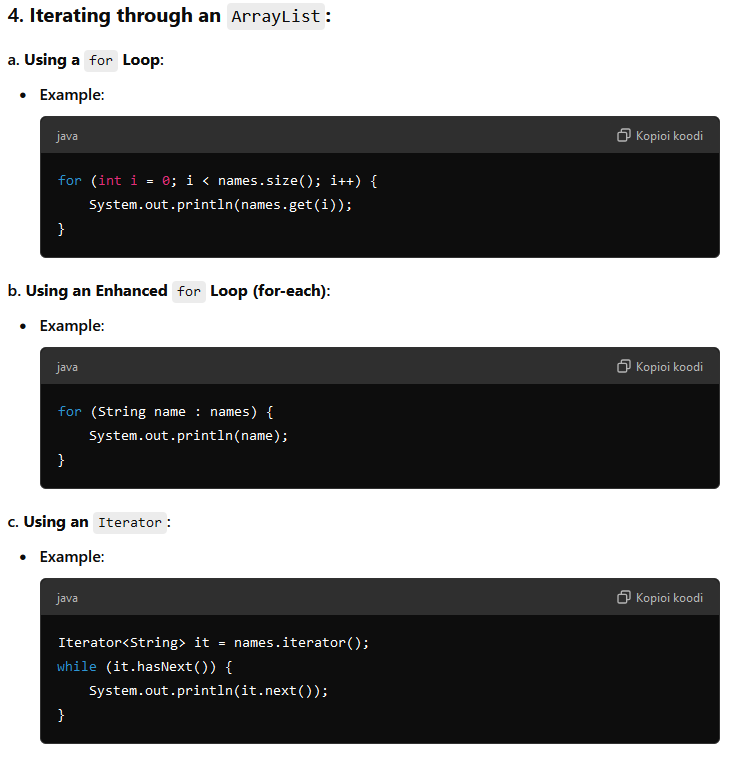 4. Iterating through an ArrayList:
a. Using a for Loop:
• Example:
java Kopioi koodi
for (int i = 0; i < names.size(); i++) {
    System.out.println(names.get(i));
}
b. Using an Enhanced for Loop (for-each):
• Example:
java Kopioi koodi
for (String name : names) {
    System.out.println(name);
}
c. Using an Iterator:
• Example:
java Kopioi koodi
Iterator<String> it = names.iterator();
while (it.hasNext()) {
    System.out.println(it.next());
}